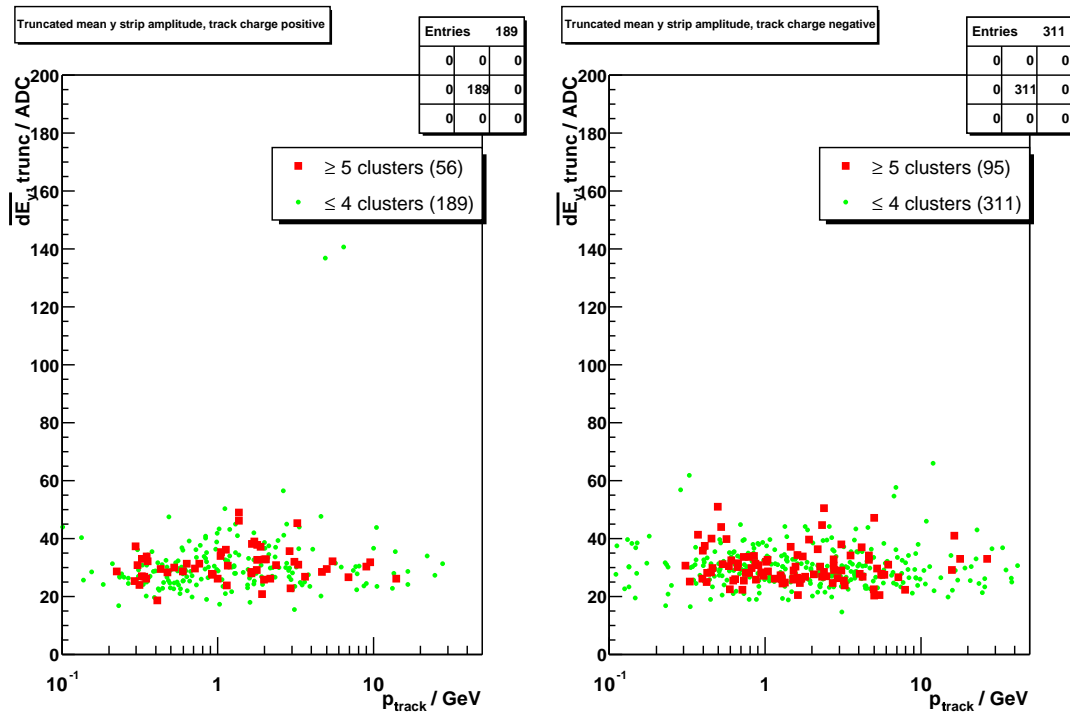 Truncated mean y strip amplitude, track charge positive
Entries 189
0 0 0
0 189 0
0 0 0
dE_y, trunc / ADC
200
180
160
140
120
100
80
60
40
20
0
≥ 5 clusters (56)
≤ 4 clusters (189)
10^-1 1 10
p_track / GeV
Truncated mean y strip amplitude, track charge negative
Entries 311
0 0 0
0 311 0
0 0 0
dE_y, trunc / ADC
200
180
160
140
120
100
80
60
40
20
0
≥ 5 clusters (95)
≤ 4 clusters (311)
10^-1 1 10
p_track / GeV